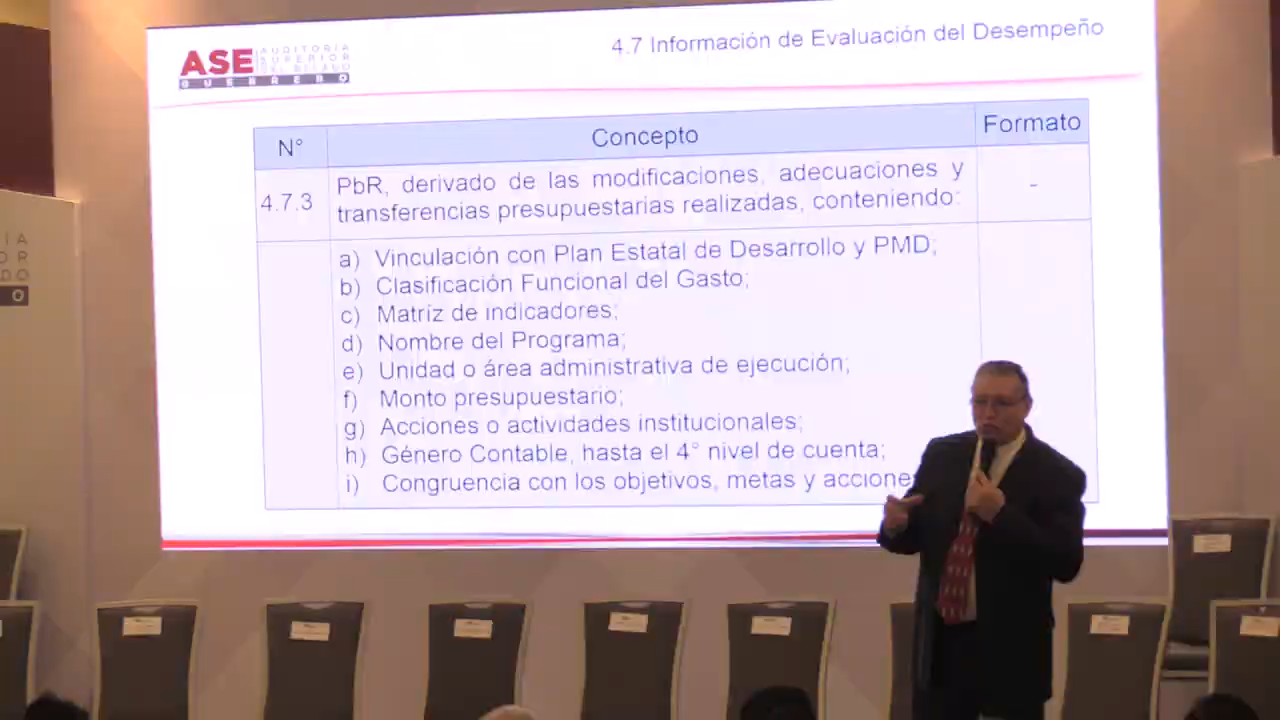 ASE
AUDITORIA
SUPERIOR
DEL ESTADO
GUERRERO
4.7 Información de Evaluación del Desempeño
N° Concepto Formato
4.7.3 PbR, derivado de las modificaciones, adecuaciones y -
transferencias presupuestarias realizadas, conteniendo:
a) Vinculación con Plan Estatal de Desarrollo y PMD;
b) Clasificación Funcional del Gasto;
c) Matriz de indicadores;
d) Nombre del Programa;
e) Unidad o área administrativa de ejecución;
f) Monto presupuestario;
g) Acciones o actividades institucionales;
h) Género Contable, hasta el 4° nivel de cuenta;
i) Congruencia con los objetivos, metas y accione
IA
OR
DO
O